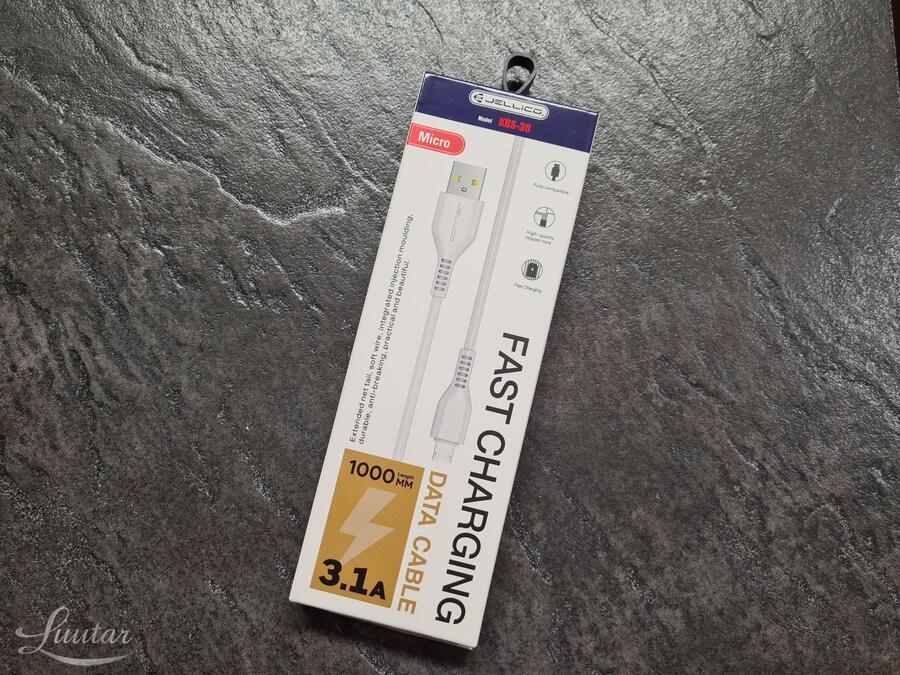 JELLICO
Model KDS-30
Micro
Fully compatible
High-quality
copper core
Fast Charging
Extended net tail, soft wire, integrated injection moulding,
durable, anti-breaking, practical and beautiful.
JELLICO
FAST CHARGING
DATA CABLE
1000 Length MM
3.1A
Luutar